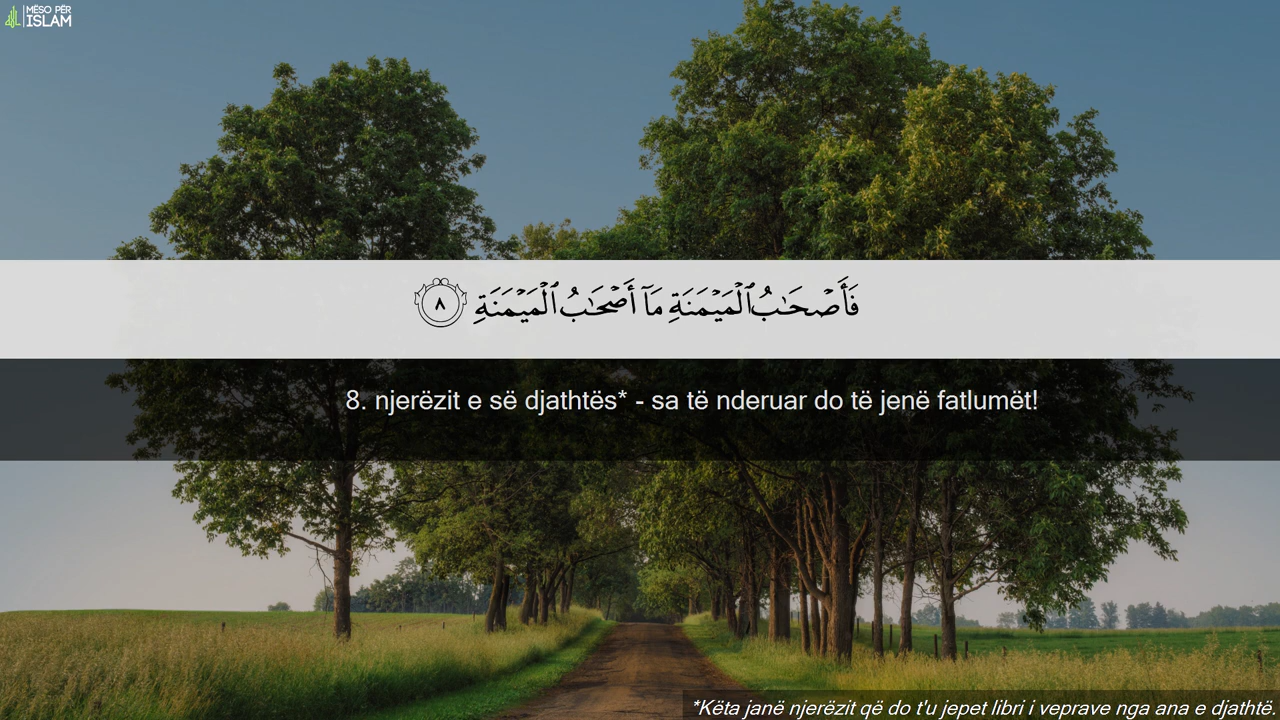 MËSO PËR
ISLAM
فَأَصْحَـٰبُ ٱلْمَيْمَنَةِ مَآ أَصْحَـٰبُ ٱلْمَيْمَنَةِ ٨
8. njerëzit e së djathtës* - sa të nderuar do të jenë fatlumët!
*Këta janë njerëzit që do t'u jepet libri i veprave nga ana e djathtë.